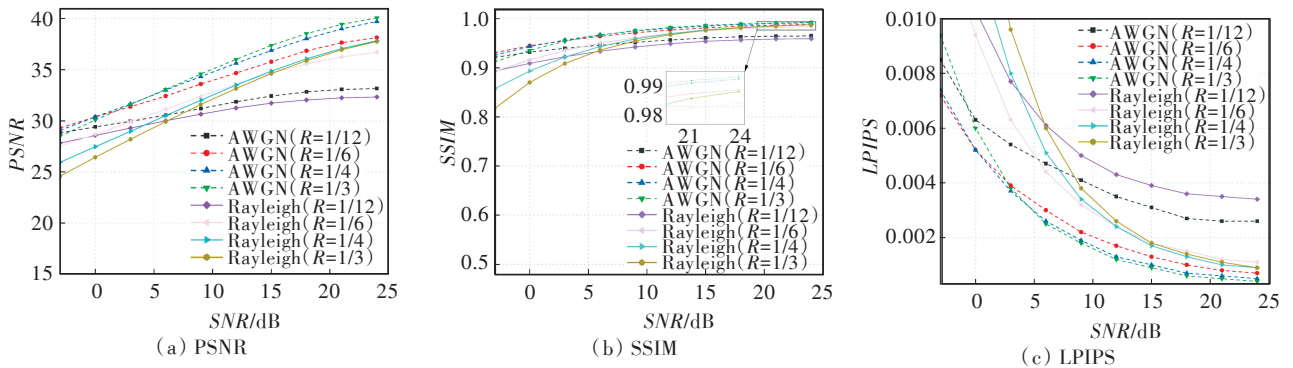 40
35
30
25
20
15
PSNR
AWGN(R=1/12)
AWGN(R=1/6)
AWGN(R=1/4)
AWGN(R=1/3)
Rayleigh(R=1/12)
Rayleigh(R=1/6)
Rayleigh(R=1/4)
Rayleigh(R=1/3)
0 5 10 15 20 25
SNR/dB
(a) PSNR
1.0
0.9
0.8
0.7
0.6
0.5
SSIM
0.99
0.98
21 24
AWGN(R=1/12)
AWGN(R=1/6)
AWGN(R=1/4)
AWGN(R=1/3)
Rayleigh(R=1/12)
Rayleigh(R=1/6)
Rayleigh(R=1/4)
Rayleigh(R=1/3)
0 5 10 15 20 25
SNR/dB
(b) SSIM
0.010
0.008
0.006
0.004
0.002
LPIPS
AWGN(R=1/12)
AWGN(R=1/6)
AWGN(R=1/4)
AWGN(R=1/3)
Rayleigh(R=1/12)
Rayleigh(R=1/6)
Rayleigh(R=1/4)
Rayleigh(R=1/3)
0 5 10 15 20 25
SNR/dB
(c) LPIPS